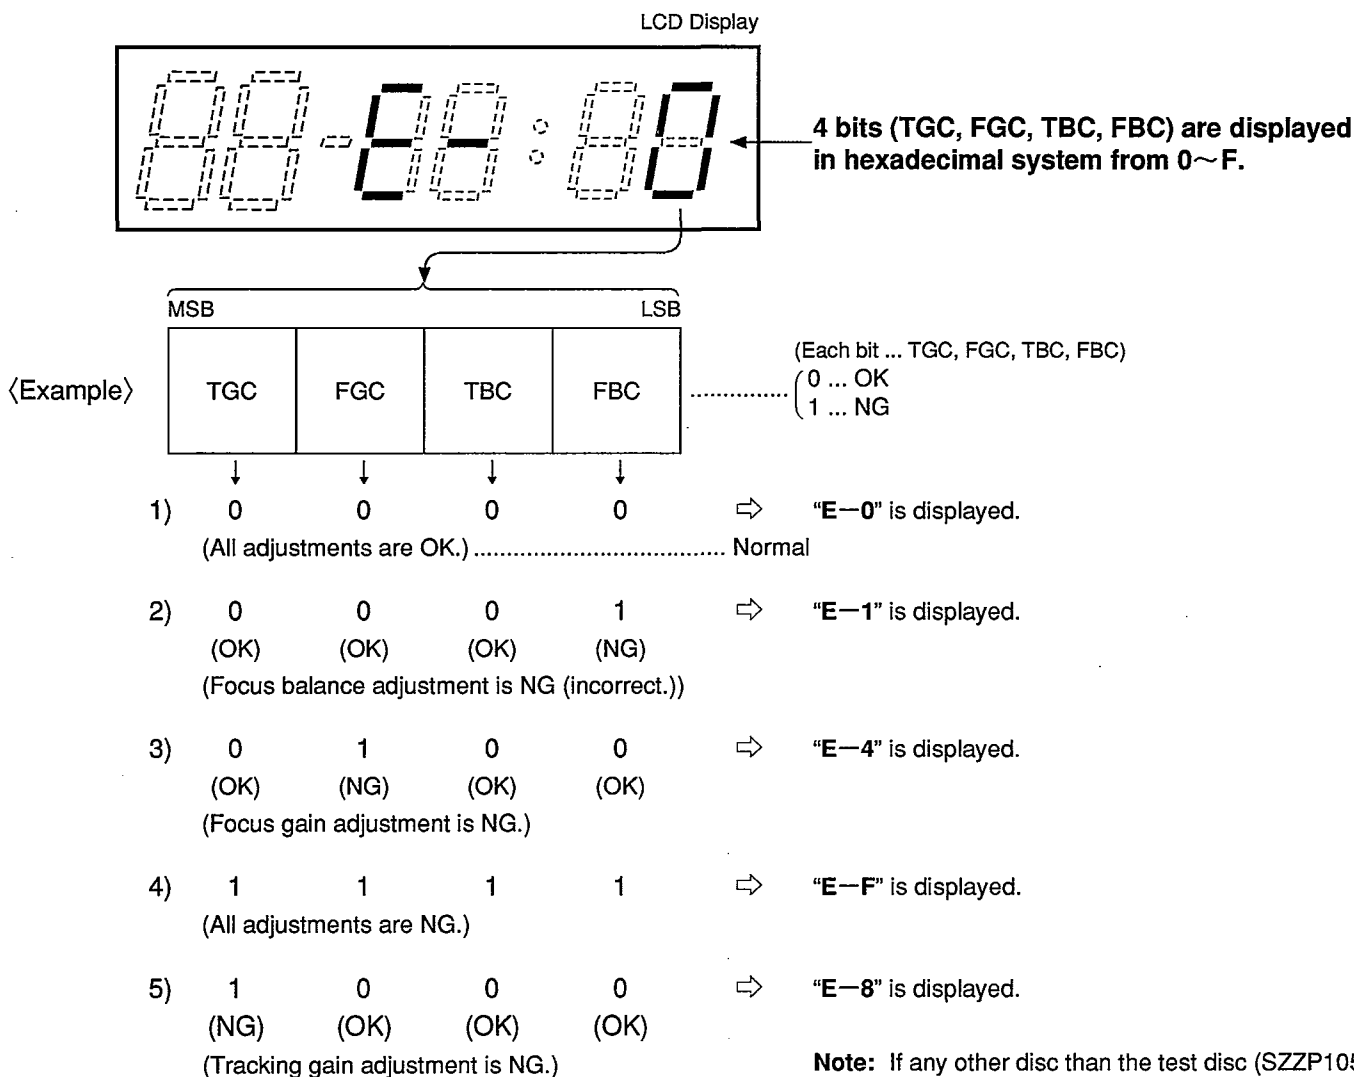 LCD Display
E - 0
4 bits (TGC, FGC, TBC, FBC) are displayed
in hexadecimal system from 0~F.
MSB LSB
(Each bit ... TGC, FGC, TBC, FBC)
〈Example〉 TGC FGC TBC FBC ............... 0 ... OK
1 ... NG
1) 0 0 0 0 ⇨ “E—0” is displayed.
(All adjustments are OK.) ..................................... Normal
2) 0 0 0 1 ⇨ “E—1” is displayed.
(OK) (OK) (OK) (NG)
(Focus balance adjustment is NG (incorrect.))
3) 0 1 0 0 ⇨ “E—4” is displayed.
(OK) (NG) (OK) (OK)
(Focus gain adjustment is NG.)
4) 1 1 1 1 ⇨ “E—F” is displayed.
(All adjustments are NG.)
5) 1 0 0 0 ⇨ “E—8” is displayed.
(NG) (OK) (OK) (OK)
(Tracking gain adjustment is NG.) Note: If any other disc than the test disc